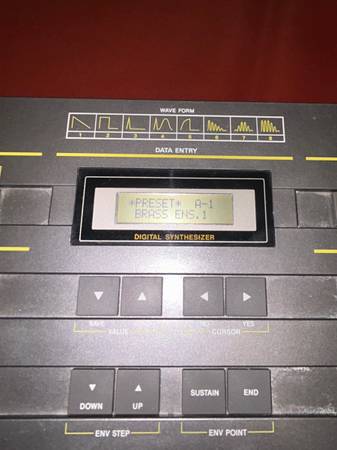 WAVE FORM
1 2 3 4 5 6 7 8
DATA ENTRY
*PRESET* A-1
BRASS ENS.1
DIGITAL SYNTHESIZER
SAVE NO YES
VALUE CURSOR
DOWN UP SUSTAIN END
ENV STEP ENV POINT